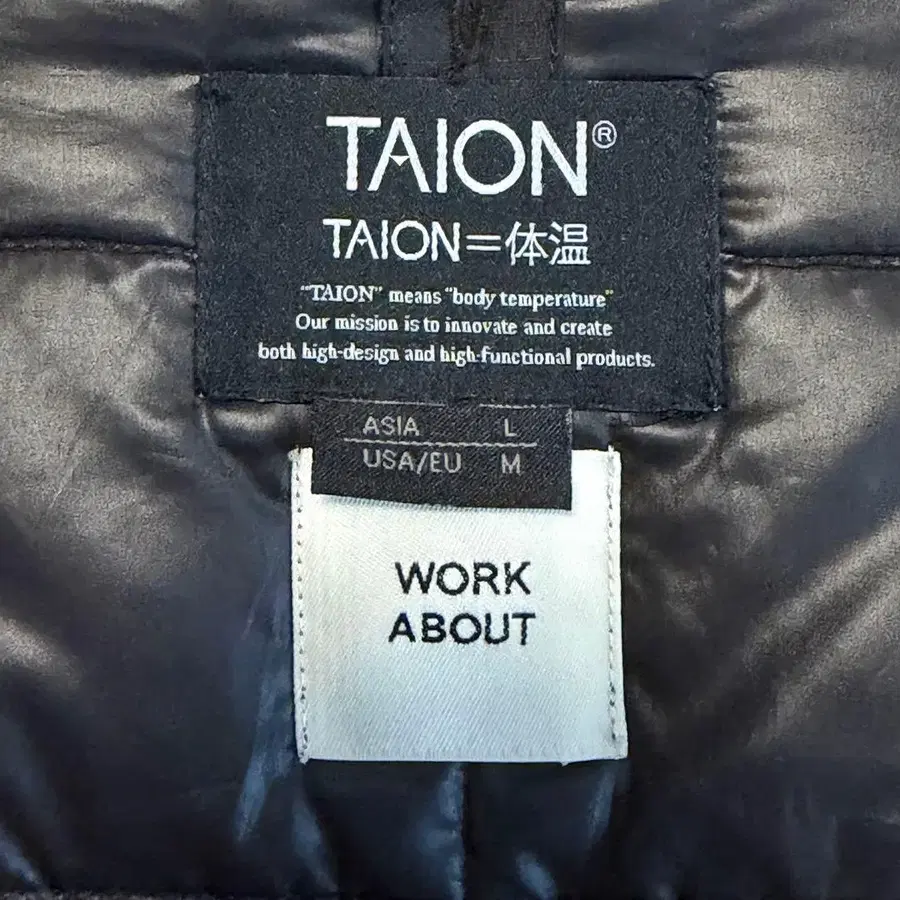 TAION®
TAION=体温
"TAION" means "body temperature"
Our mission is to innovate and create
both high-design and high-functional products.
ASIA L
USA/EU M
WORK
ABOUT